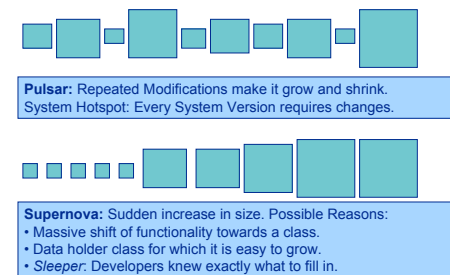 Pulsar: Repeated Modifications make it grow and shrink.
System Hotspot: Every System Version requires changes.
Supernova: Sudden increase in size. Possible Reasons:
• Massive shift of functionality towards a class.
• Data holder class for which it is easy to grow.
• Sleeper: Developers knew exactly what to fill in.